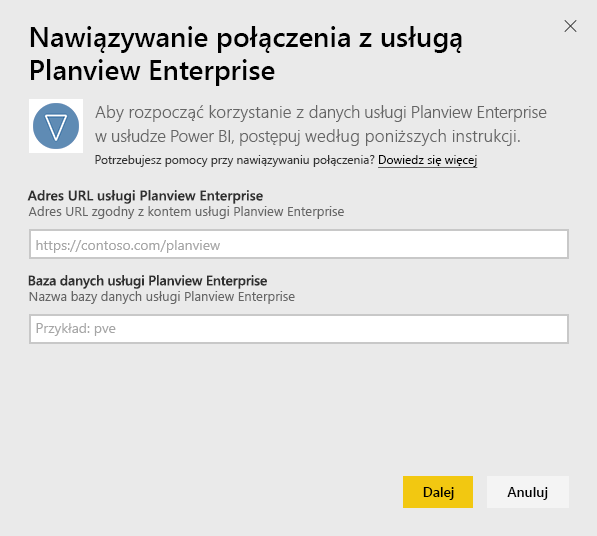 Nawiązywanie połączenia z usługą
Planview Enterprise
Aby rozpocząć korzystanie z danych usługi Planview Enterprise
w usłudze Power BI, postępuj według poniższych instrukcji.
Potrzebujesz pomocy przy nawiązywaniu połączenia? Dowiedz się więcej
Adres URL usługi Planview Enterprise
Adres URL zgodny z kontem usługi Planview Enterprise
https://contoso.com/planview
Baza danych usługi Planview Enterprise
Nazwa bazy danych usługi Planview Enterprise
Przykład: pve
Dalej
Anuluj